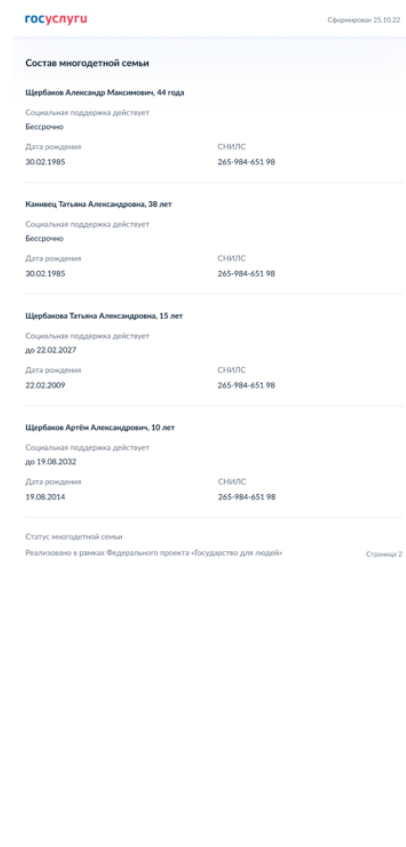 госуслуги
Сформирован 25.10.22
Состав многодетной семьи
Щербаков Александр Максимович, 44 года
Социальная поддержка действует
Бессрочно
Дата рождения СНИЛС
30.02.1985 265-984-651 98
Канивец Татьяна Александровна, 38 лет
Социальная поддержка действует
Бессрочно
Дата рождения СНИЛС
30.02.1985 265-984-651 98
Щербакова Татьяна Александровна, 15 лет
Социальная поддержка действует
до 22.02.2027
Дата рождения СНИЛС
22.02.2009 265-984-651 98
Щербаков Артём Александрович, 10 лет
Социальная поддержка действует
до 19.08.2032
Дата рождения СНИЛС
19.08.2014 265-984-651 98
Статус многодетной семьи
Реализовано в рамках Федерального проекта «Государство для людей» Страница 2